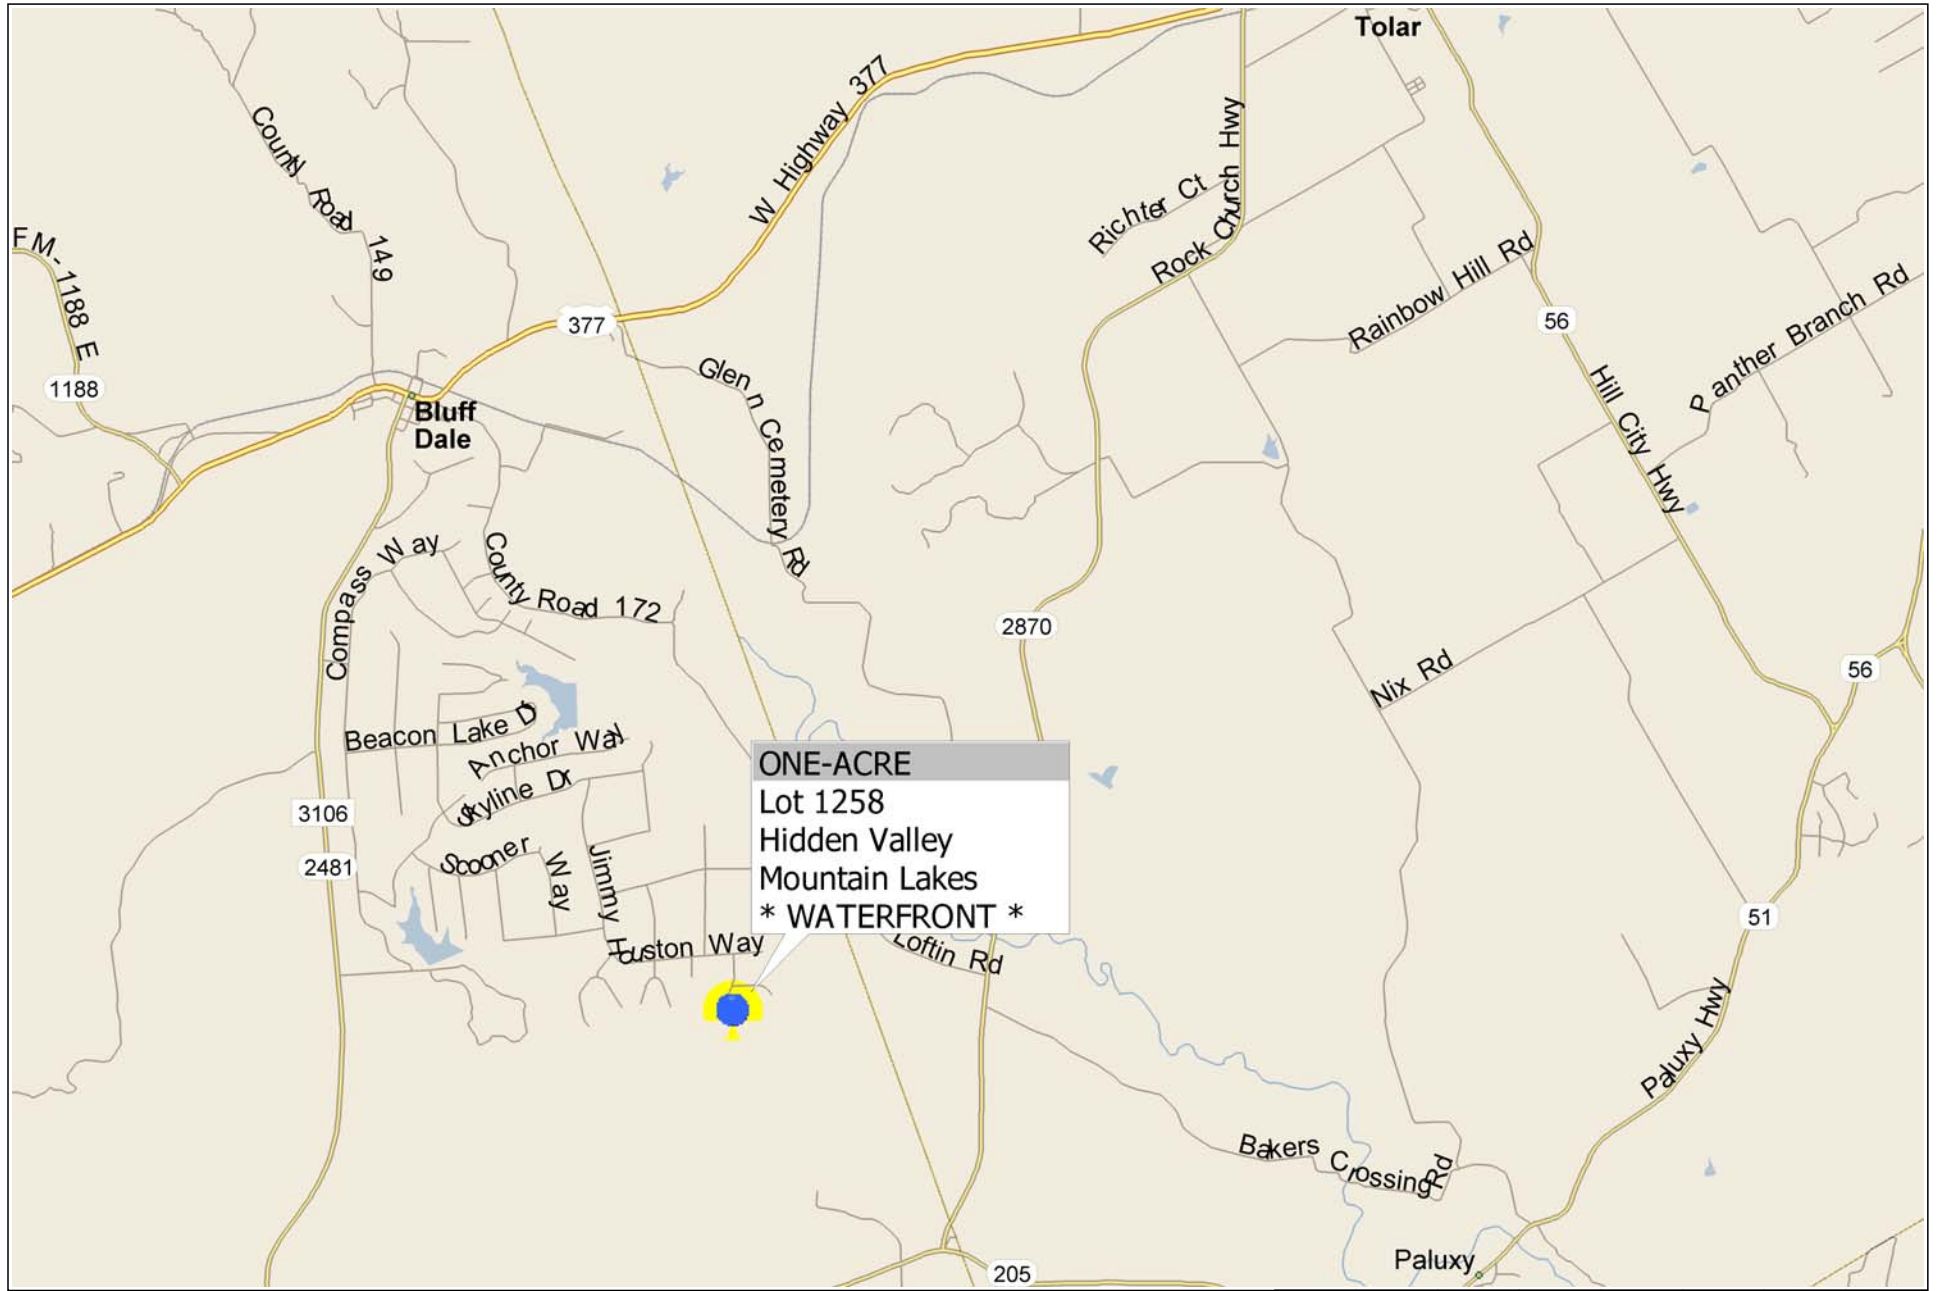 Tolar
W Highway 377
County Road 149
FM-1188 E
Richter Ct
Rock Church Hwy
Rainbow Hill Rd
Panther Branch Rd
56
377
1188
Glenn Cemetery Rd
Hill City Hwy
Bluff
Dale
Compass Way
County Road 172
2870
Nix Rd
56
Beacon Lake Dr
Anchor Way
Skyline Dr
3106
2481
Scooner Way
Jimmy Houston Way
ONE-ACRE
Lot 1258
Hidden Valley
Mountain Lakes
* WATERFRONT *
Loftin Rd
51
Paluxy Hwy
Bakers Crossing Rd
Paluxy
205